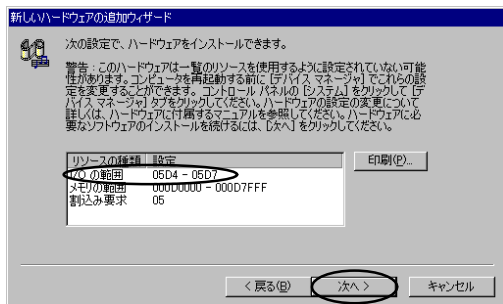 新しいハードウェアの追加ウィザード
次の設定で、ハードウェアをインストールできます。
警告：このハードウェアは一覧のリソースを使用するように設定されていない可能
性があります。コンピュータを再起動する前に [デバイス マネージャ] でこれらの設
定を変更することができます。コントロール パネルの [システム] をクリックして [デ
バイス マネージャ] タブをクリックしてください。ハードウェアの設定の変更について
詳しくは、ハードウェアに付属するマニュアルを参照してください。ハードウェアに必
要なソフトウェアのインストールを続けるには、[次へ] をクリックしてください。
リソースの種類 設定
I/O の範囲 05D4 - 05D7
メモリの範囲 000D0000 - 000D7FFF
割込み要求 05
印刷(P)...
< 戻る(B)
次へ >
キャンセル